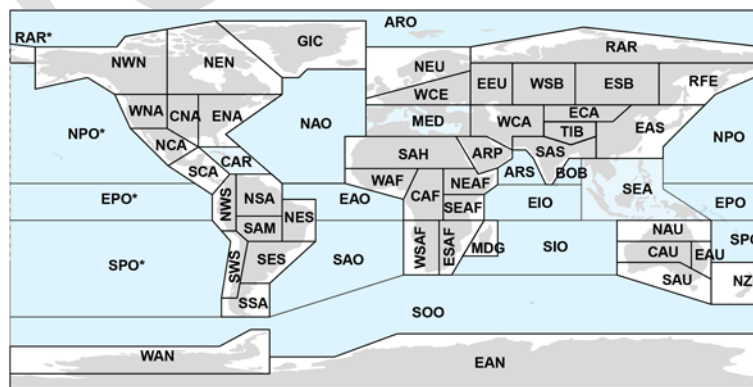 ARO
RAR*
GIC
RAR
NWN
NEN
NEU
WCE
EEU
WSB
ESB
RFE
WNA
CNA
ENA
NAO
MED
WCA
ECA
TIB
EAS
NPO*
NPO
NCA
SCA
CAR
SAH
ARP
SAS
ARS
BOB
WAF
CAF
NEAF
SEAF
SEA
EPO*
NWS
NSA
NES
EAO
EIO
EPO
SAM
SPO*
SWS
SES
SAO
WSAF
ESAF
MDG
SIO
NAU
CAU
EAU
SPO
SAU
NZ
SSA
SOO
WAN
EAN